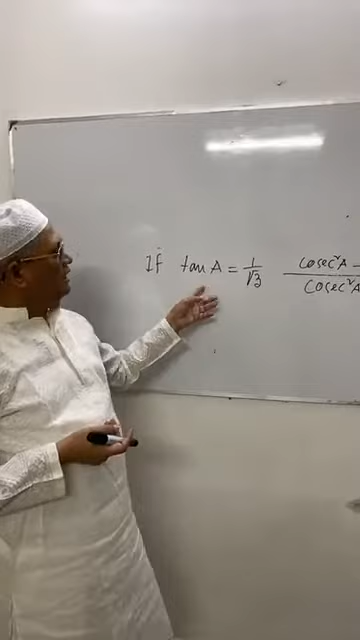 If tan A = 1/√3 cosec²A - / cosec²A